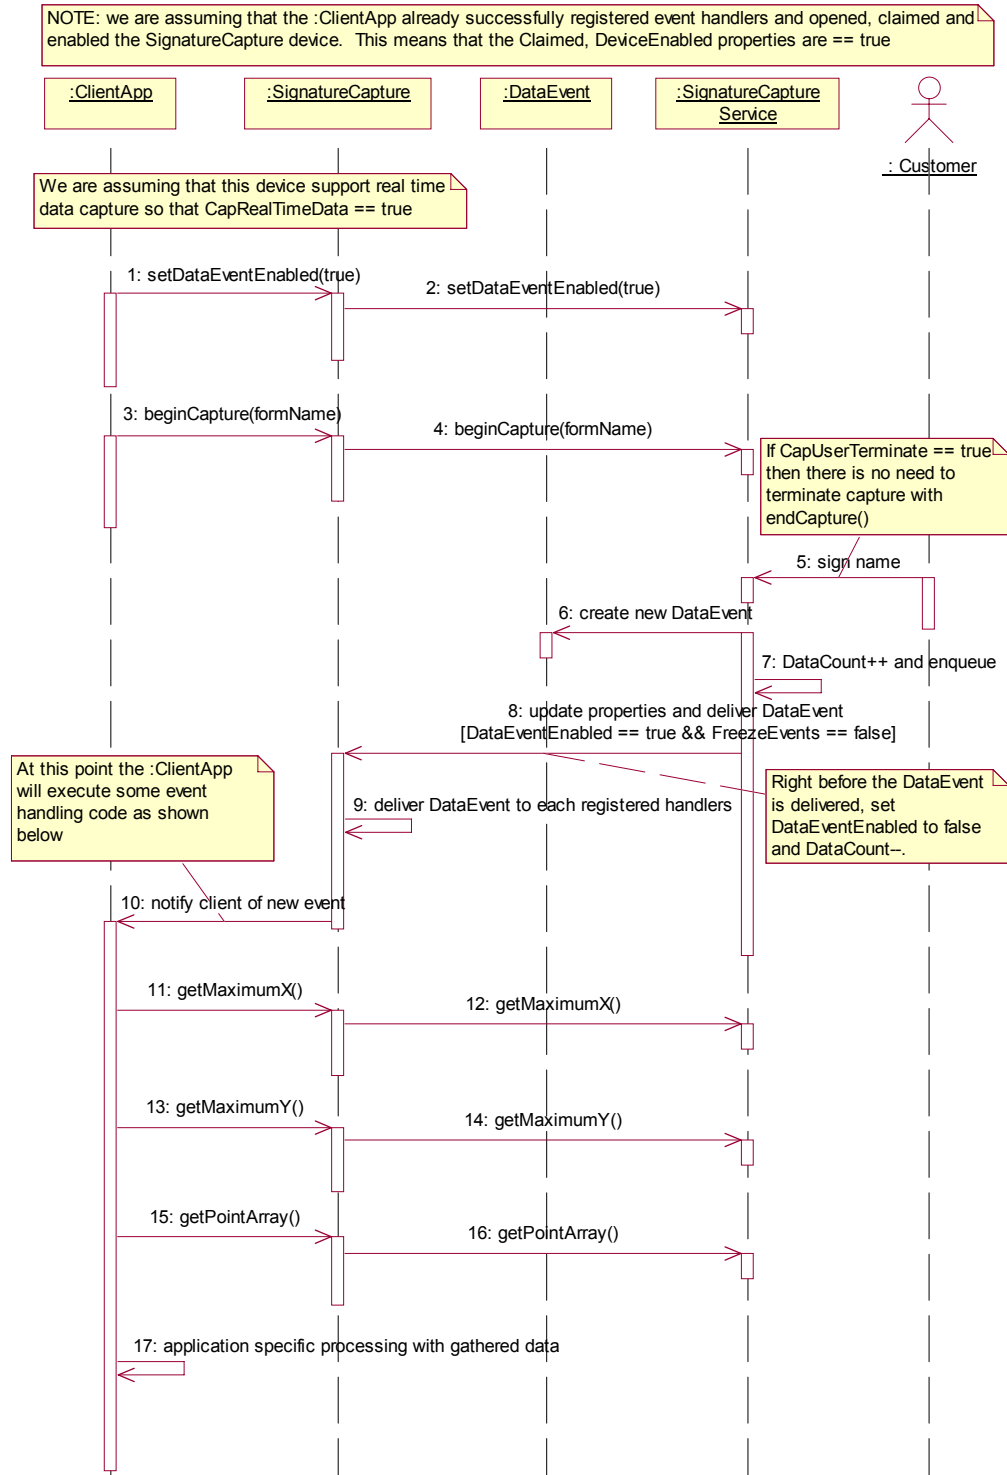 NOTE: we are assuming that the :ClientApp already successfully registered event handlers and opened, claimed and
enabled the SignatureCapture device.  This means that the Claimed, DeviceEnabled properties are == true
:ClientApp
:SignatureCapture
:DataEvent
:SignatureCapture
Service
: Customer
We are assuming that this device support real time
data capture so that CapRealTimeData == true
1: setDataEventEnabled(true)
2: setDataEventEnabled(true)
3: beginCapture(formName)
4: beginCapture(formName)
If CapUserTerminate == true
then there is no need to
terminate capture with
endCapture()
5: sign name
6: create new DataEvent
7: DataCount++ and enqueue
8: update properties and deliver DataEvent
[DataEventEnabled == true && FreezeEvents == false]
At this point the :ClientApp
will execute some event
handling code as shown
below
Right before the DataEvent
is delivered, set
DataEventEnabled to false
and DataCount--.
9: deliver DataEvent to each registered handlers
10: notify client of new event
11: getMaximumX()
12: getMaximumX()
13: getMaximumY()
14: getMaximumY()
15: getPointArray()
16: getPointArray()
17: application specific processing with gathered data